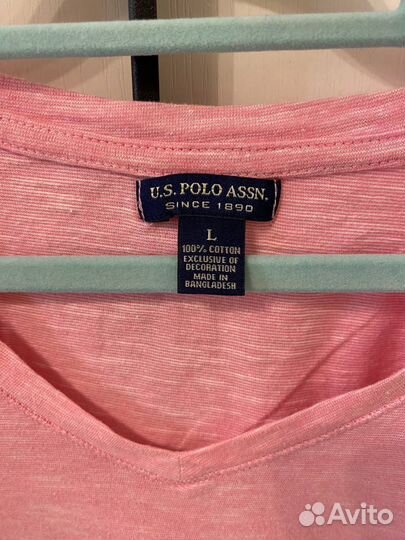 U.S. POLO ASSN.
SINCE 1890
L
100% COTTON
EXCLUSIVE OF
DECORATION
MADE IN
BANGLADESH
Avito